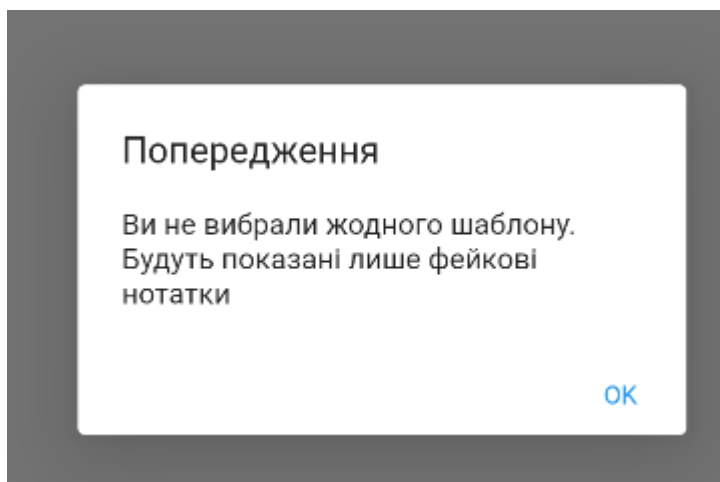 Попередження
Ви не вибрали жодного шаблону.
Будуть показані лише фейкові
нотатки
OK